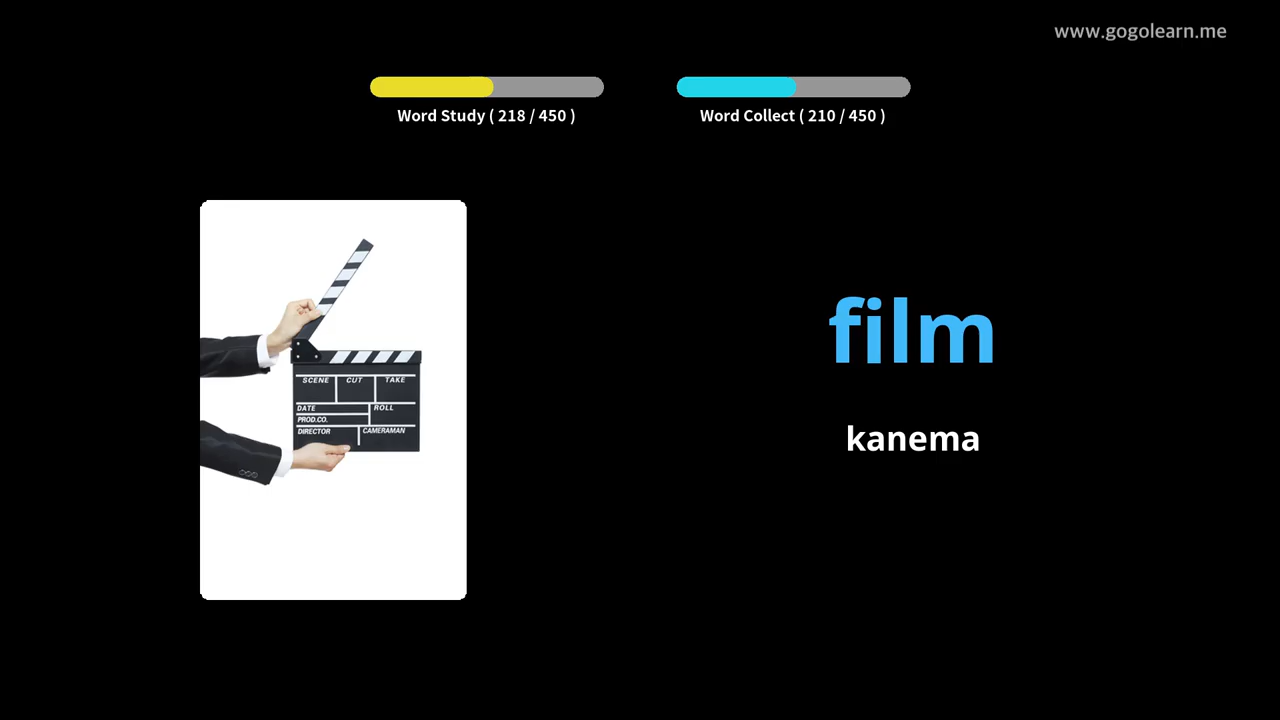 www.gogolearn.me
Word Study ( 218 / 450 )
Word Collect ( 210 / 450 )
SCENE CUT TAKE
DATE ROLL
PROD.CO.
DIRECTOR CAMERAMAN
film
kanema